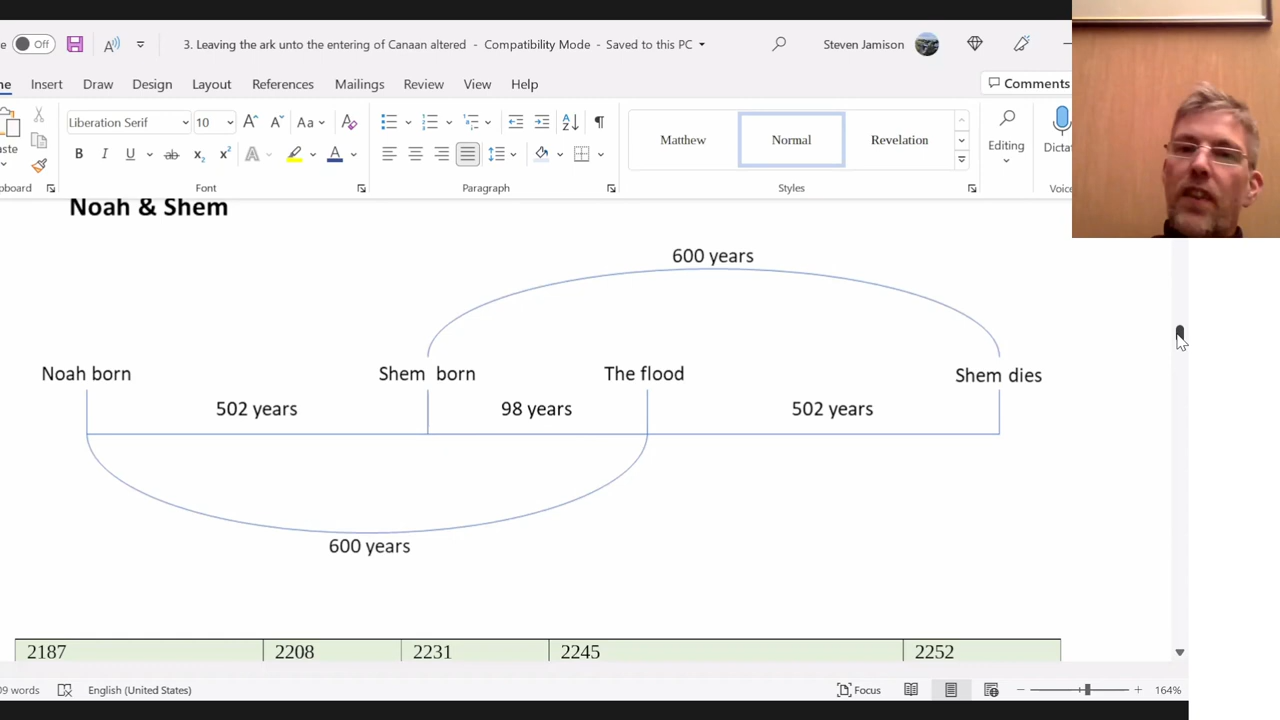 Off
3. Leaving the ark unto the entering of Canaan altered - Compatibility Mode - Saved to this PC
Steven Jamison
Insert Draw Design Layout References Mailings Review View Help
Comments
Liberation Serif 10
Matthew Normal Revelation
Editing
Font Paragraph Styles
Noah & Shem
600 years
Noah born Shem born The flood Shem dies
502 years 98 years 502 years
600 years
2187 2208 2231 2245 2252
09 words English (United States) Focus 164%